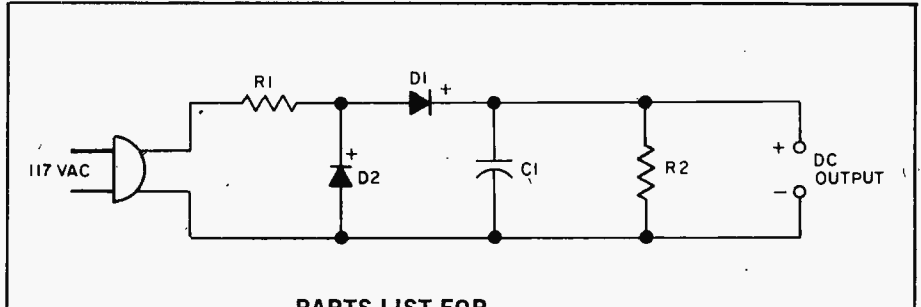 R1
D1
+
117 VAC
+
D2
C1
R2
+
DC
OUTPUT
−
PARTS LIST FOR